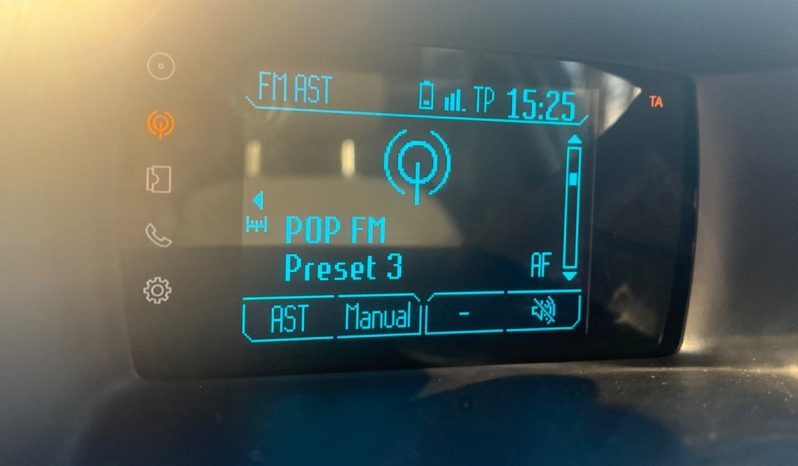 FM AST TP 15:25
TA
POP FM
Preset 3 AF
AST Manual -